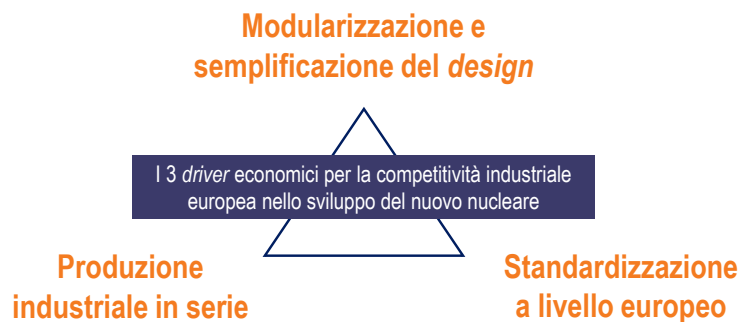 Modularizzazione e
semplificazione del design
I 3 driver economici per la competitività industriale
europea nello sviluppo del nuovo nucleare
Produzione
industriale in serie
Standardizzazione
a livello europeo